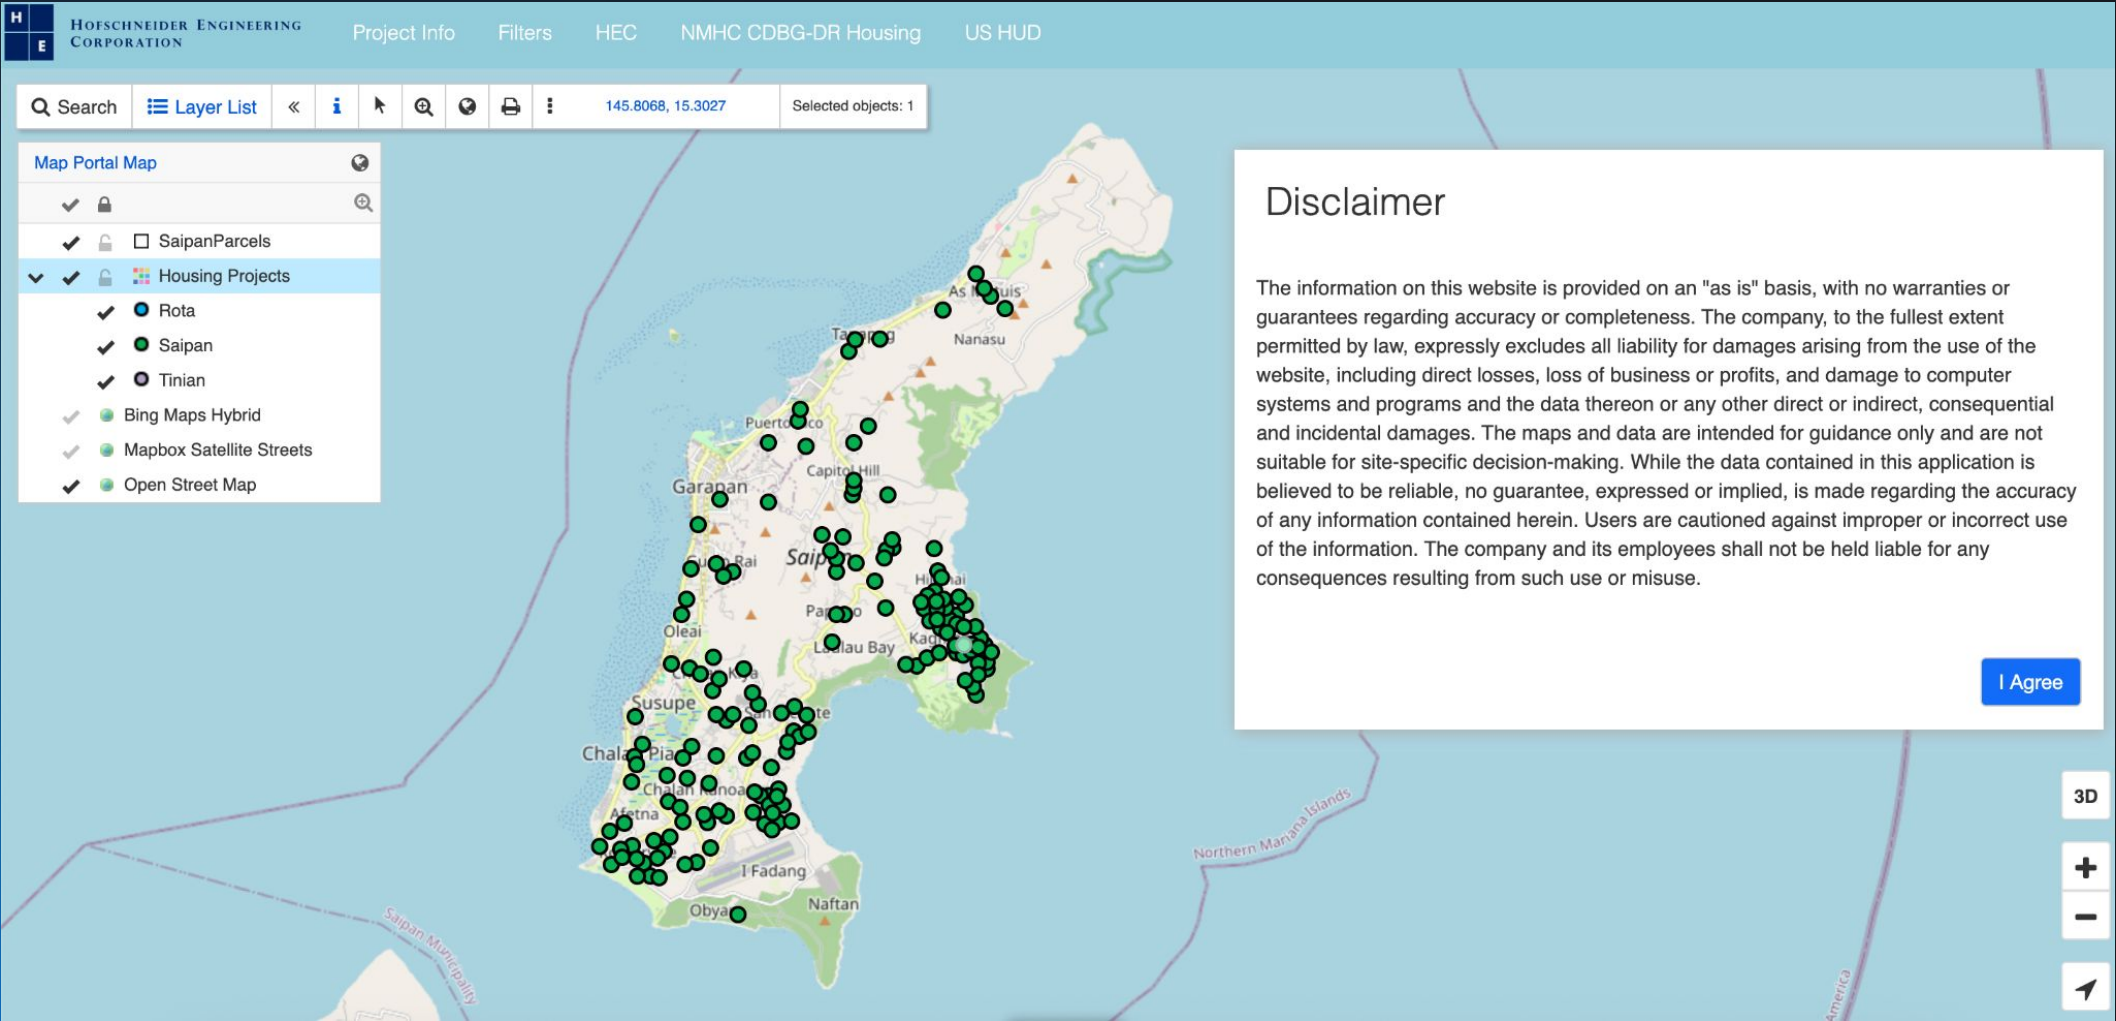 H
E
HOFSCHNEIDER ENGINEERING
CORPORATION
Project Info
Filters
HEC
NMHC CDBG-DR Housing
US HUD
Search
Layer List
«
i
145.8068, 15.3027
Selected objects: 1
Map Portal Map
SaipanParcels
Housing Projects
Rota
Saipan
Tinian
Bing Maps Hybrid
Mapbox Satellite Streets
Open Street Map
Disclaimer
The information on this website is provided on an "as is" basis, with no warranties or
guarantees regarding accuracy or completeness. The company, to the fullest extent
permitted by law, expressly excludes all liability for damages arising from the use of the
website, including direct losses, loss of business or profits, and damage to computer
systems and programs and the data thereon or any other direct or indirect, consequential
and incidental damages. The maps and data are intended for guidance only and are not
suitable for site-specific decision-making. While the data contained in this application is
believed to be reliable, no guarantee, expressed or implied, is made regarding the accuracy
of any information contained herein. Users are cautioned against improper or incorrect use
of the information. The company and its employees shall not be held liable for any
consequences resulting from such use or misuse.
I Agree
Nanasu
Capitol Hill
Garapan
Oleai
Bay
Susupe
Chalan
Afetna
I Fadang
Naftan
Northern Mariana Islands
Saipan Municipality
America
3D
+
−